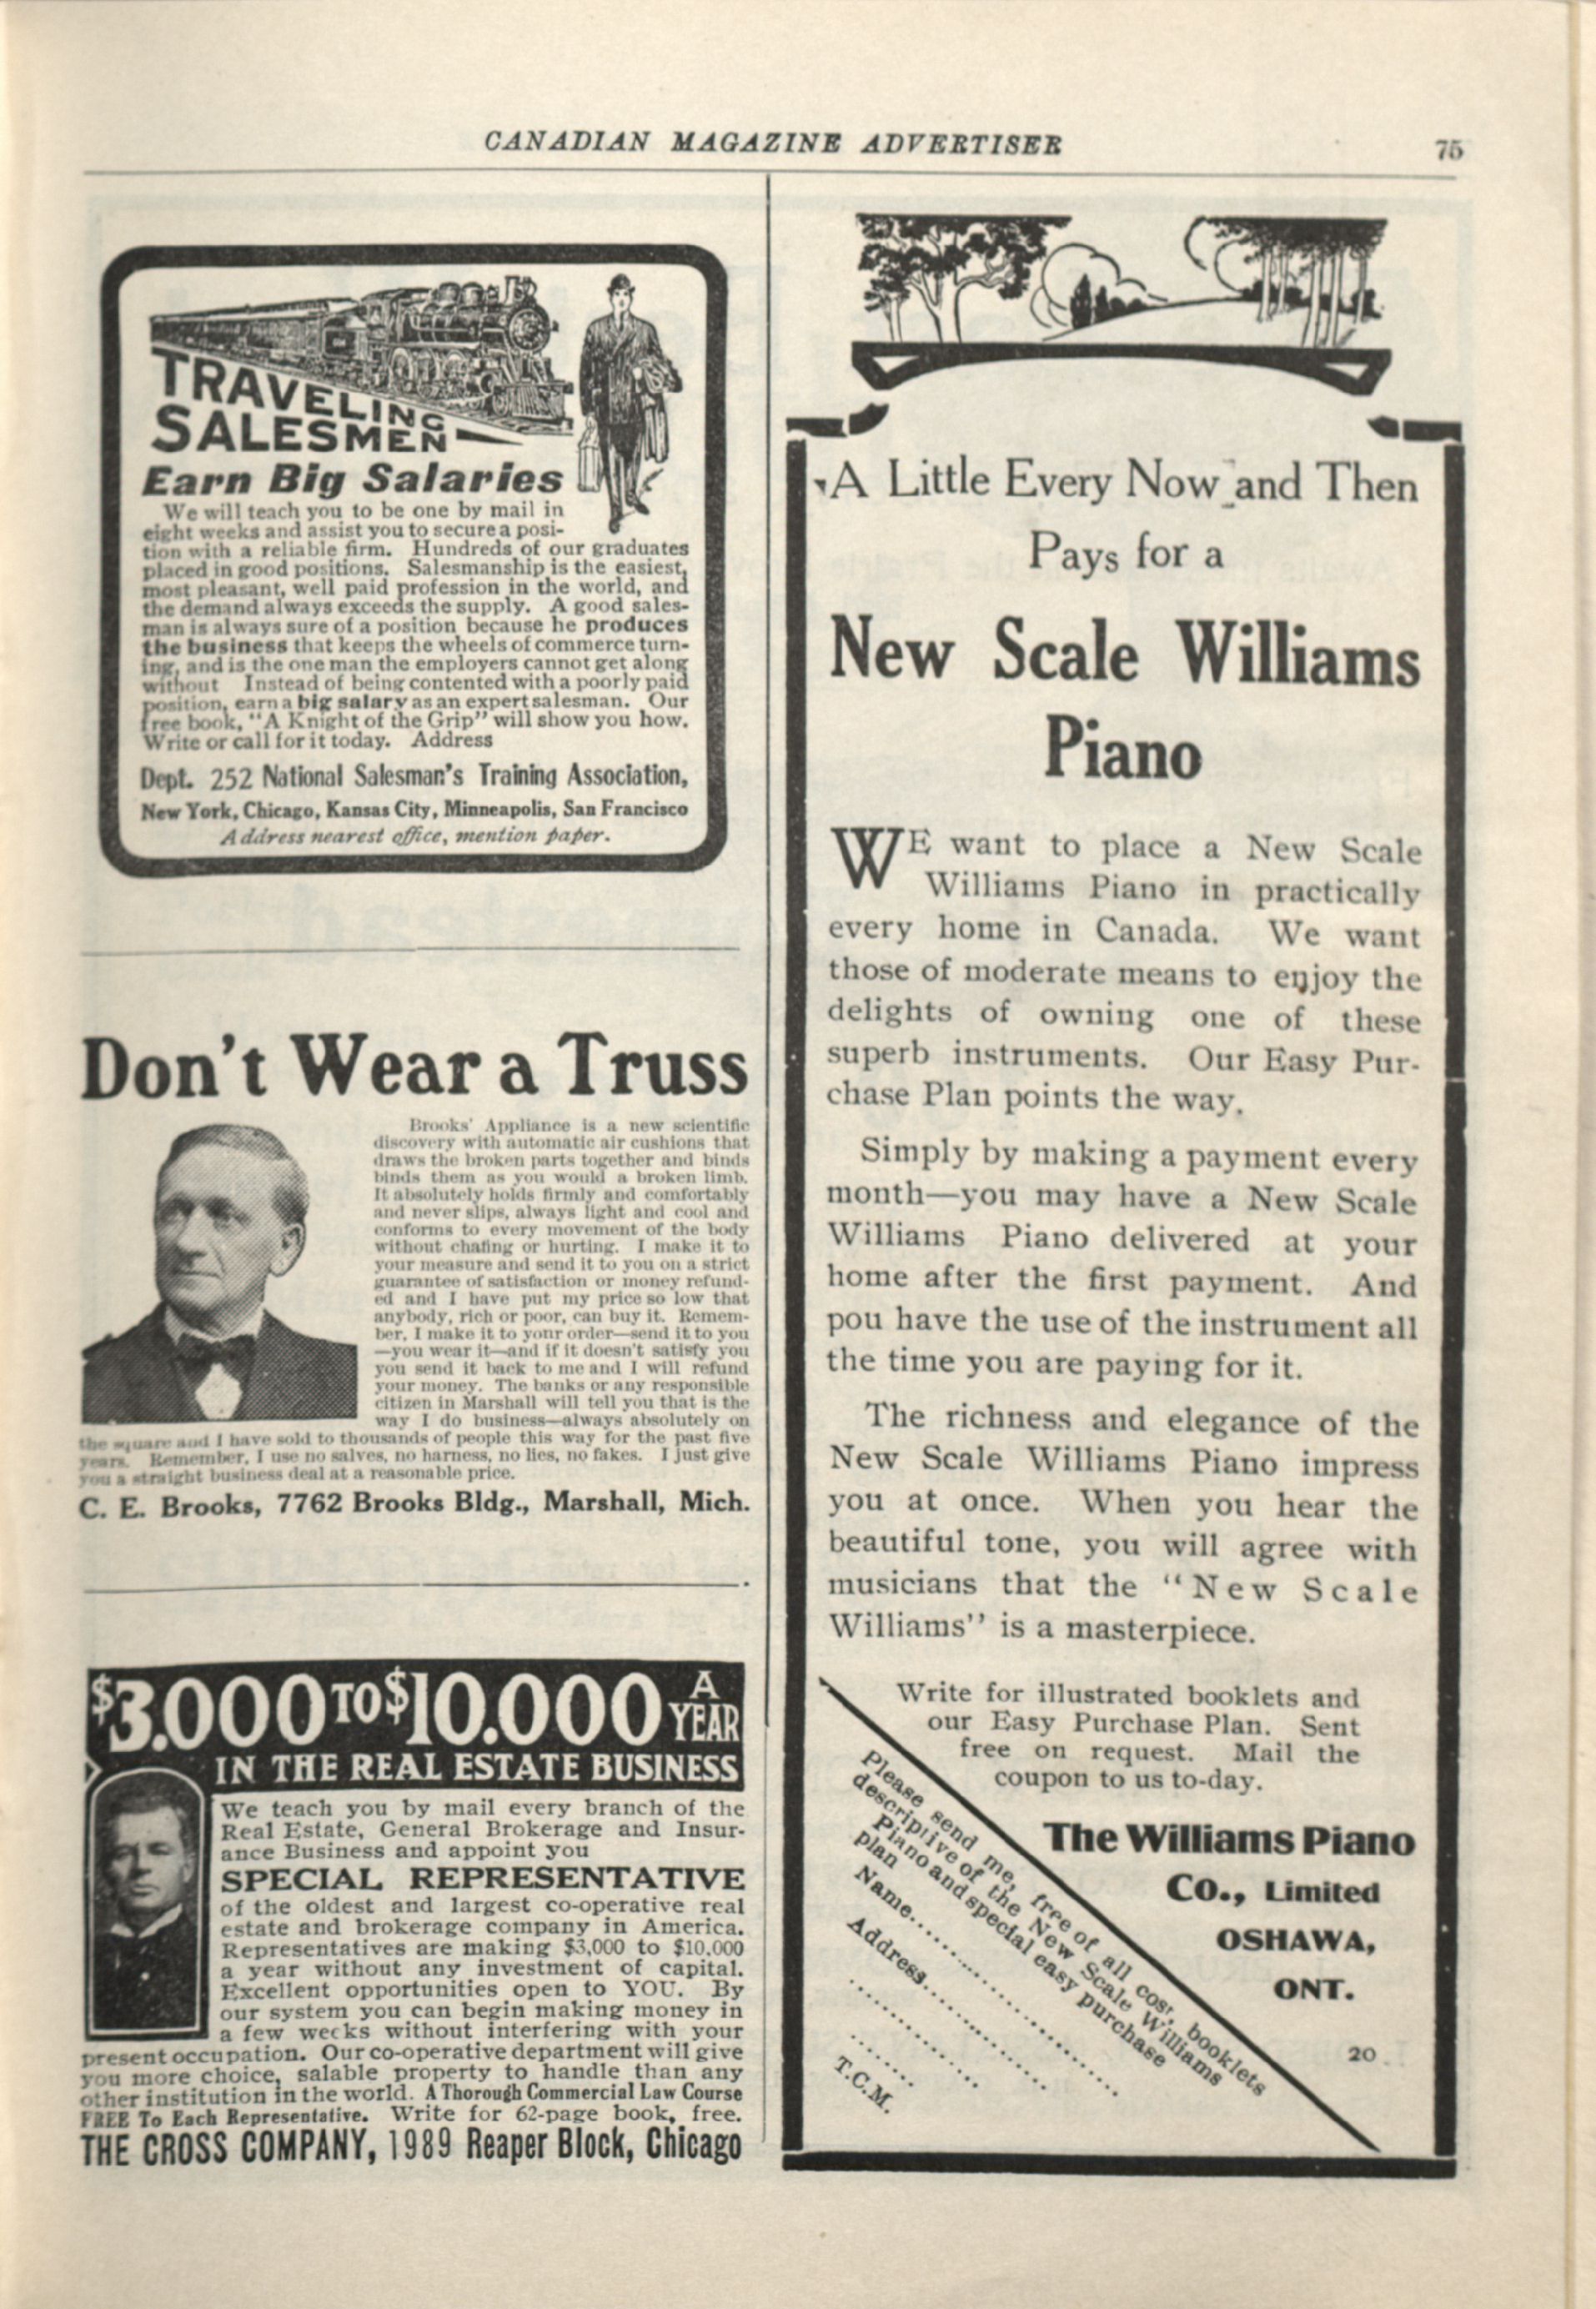 CANADIAN MAGAZINE ADVERTISER
75
TRAVELING
SALESMEN
Earn Big Salaries
We will teach you to be one by mail in
eight weeks and assist you to secure a posi-
tion with a reliable firm. Hundreds of our graduates
placed in good positions. Salesmanship is the easiest,
most pleasant, well paid profession in the world, and
the demand always exceeds the supply. A good sales-
man is always sure of a position because he produces
the business that keeps the wheels of commerce turn-
ing, and is the one man the employers cannot get along
without Instead of being contented with a poorly paid
position, earn a big salary as an expert salesman. Our
free book, "A Knight of the Grip" will show you how.
Write or call for it today. Address
Dept. 252 National Salesman's Training Association,
New York, Chicago, Kansas City, Minneapolis, San Francisco
Address nearest office, mention paper.
Don't Wear a Truss
Brooks' Appliance is a new scientific
discovery with automatic air cushions that
draws the broken parts together and binds
binds them as you would a broken limb.
It absolutely holds firmly and comfortably
and never slips, always light and cool and
conforms to every movement of the body
without chafing or hurting. I make it to
your measure and send it to you on a strict
guarantee of satisfaction or money refund-
ed and I have put my price so low that
anybody, rich or poor, can buy it. Remem-
ber, I make it to your order—send it to you
—you wear it—and if it doesn't satisfy you
you send it back to me and I will refund
your money. The banks or any responsible
citizen in Marshall will tell you that is the
way I do business—always absolutely on
the square and I have sold to thousands of people this way for the past five
years. Remember, I use no salves, no harness, no lies, no fakes. I just give
you a straight business deal at a reasonable price.
C. E. Brooks, 7762 Brooks Bldg., Marshall, Mich.
$3.000 TO $10.000 A YEAR
IN THE REAL ESTATE BUSINESS
We teach you by mail every branch of the
Real Estate, General Brokerage and Insur-
ance Business and appoint you
SPECIAL REPRESENTATIVE
of the oldest and largest co-operative real
estate and brokerage company in America.
Representatives are making $3,000 to $10.000
a year without any investment of capital.
Excellent opportunities open to YOU. By
our system you can begin making money in
a few weeks without interfering with your
present occupation. Our co-operative department will give
you more choice, salable property to handle than any
other institution in the world. A Thorough Commercial Law Course
FREE To Each Representative. Write for 62-page book, free.
THE CROSS COMPANY, 1989 Reaper Block, Chicago
A Little Every Now and Then
Pays for a
New Scale Williams
Piano
WE want to place a New Scale
Williams Piano in practically
every home in Canada. We want
those of moderate means to enjoy the
delights of owning one of these
superb instruments. Our Easy Pur-
chase Plan points the way.
Simply by making a payment every
month—you may have a New Scale
Williams Piano delivered at your
home after the first payment. And
pou have the use of the instrument all
the time you are paying for it.
The richness and elegance of the
New Scale Williams Piano impress
you at once. When you hear the
beautiful tone, you will agree with
musicians that the "New Scale
Williams" is a masterpiece.
Write for illustrated booklets and
our Easy Purchase Plan. Sent
free on request. Mail the
coupon to us to-day.
The Williams Piano
Co., Limited
OSHAWA,
ONT.
20
Please send me, free of all cost, booklets
descriptive of the New Scale Williams
Piano and special easy purchase
plan
Name
Address
T.C.M.